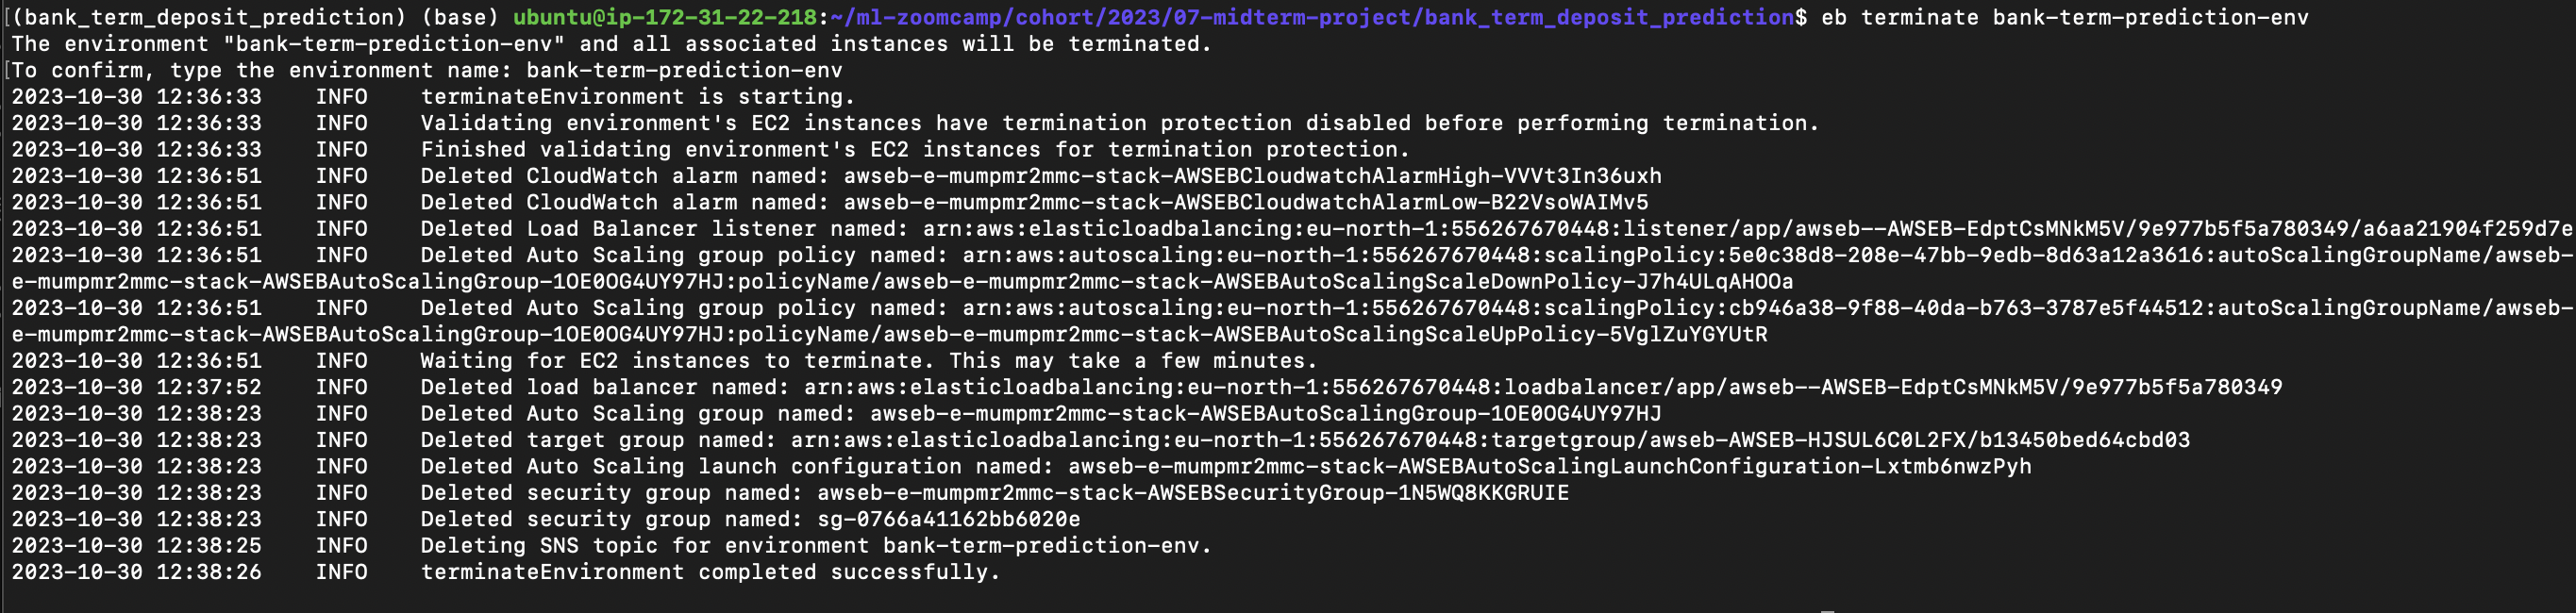 [(bank_term_deposit_prediction) (base) ubuntu@ip-172-31-22-218:~/ml-zoomcamp/cohort/2023/07-midterm-project/bank_term_deposit_prediction$ eb terminate bank-term-prediction-env
The environment "bank-term-prediction-env" and all associated instances will be terminated.
[To confirm, type the environment name: bank-term-prediction-env
2023-10-30 12:36:33    INFO    terminateEnvironment is starting.
2023-10-30 12:36:33    INFO    Validating environment's EC2 instances have termination protection disabled before performing termination.
2023-10-30 12:36:33    INFO    Finished validating environment's EC2 instances for termination protection.
2023-10-30 12:36:51    INFO    Deleted CloudWatch alarm named: awseb-e-mumpmr2mmc-stack-AWSEBCloudwatchAlarmHigh-VVVt3In36uxh
2023-10-30 12:36:51    INFO    Deleted CloudWatch alarm named: awseb-e-mumpmr2mmc-stack-AWSEBCloudwatchAlarmLow-B22VsoWAIMv5
2023-10-30 12:36:51    INFO    Deleted Load Balancer listener named: arn:aws:elasticloadbalancing:eu-north-1:556267670448:listener/app/awseb--AWSEB-EdptCsMNkM5V/9e977b5f5a780349/a6aa21904f259d7e
2023-10-30 12:36:51    INFO    Deleted Auto Scaling group policy named: arn:aws:autoscaling:eu-north-1:556267670448:scalingPolicy:5e0c38d8-208e-47bb-9edb-8d63a12a3616:autoScalingGroupName/awseb-
e-mumpmr2mmc-stack-AWSEBAutoScalingGroup-1OE0OG4UY97HJ:policyName/awseb-e-mumpmr2mmc-stack-AWSEBAutoScalingScaleDownPolicy-J7h4ULqAHOOa
2023-10-30 12:36:51    INFO    Deleted Auto Scaling group policy named: arn:aws:autoscaling:eu-north-1:556267670448:scalingPolicy:cb946a38-9f88-40da-b763-3787e5f44512:autoScalingGroupName/awseb-
e-mumpmr2mmc-stack-AWSEBAutoScalingGroup-1OE0OG4UY97HJ:policyName/awseb-e-mumpmr2mmc-stack-AWSEBAutoScalingScaleUpPolicy-5VglZuYGYUtR
2023-10-30 12:36:51    INFO    Waiting for EC2 instances to terminate. This may take a few minutes.
2023-10-30 12:37:52    INFO    Deleted load balancer named: arn:aws:elasticloadbalancing:eu-north-1:556267670448:loadbalancer/app/awseb--AWSEB-EdptCsMNkM5V/9e977b5f5a780349
2023-10-30 12:38:23    INFO    Deleted Auto Scaling group named: awseb-e-mumpmr2mmc-stack-AWSEBAutoScalingGroup-1OE0OG4UY97HJ
2023-10-30 12:38:23    INFO    Deleted target group named: arn:aws:elasticloadbalancing:eu-north-1:556267670448:targetgroup/awseb-AWSEB-HJSUL6C0L2FX/b13450bed64cbd03
2023-10-30 12:38:23    INFO    Deleted Auto Scaling launch configuration named: awseb-e-mumpmr2mmc-stack-AWSEBAutoScalingLaunchConfiguration-Lxtmb6nwzPyh
2023-10-30 12:38:23    INFO    Deleted security group named: awseb-e-mumpmr2mmc-stack-AWSEBSecurityGroup-1N5WQ8KKGRUIE
2023-10-30 12:38:23    INFO    Deleted security group named: sg-0766a41162bb6020e
2023-10-30 12:38:25    INFO    Deleting SNS topic for environment bank-term-prediction-env.
2023-10-30 12:38:26    INFO    terminateEnvironment completed successfully.